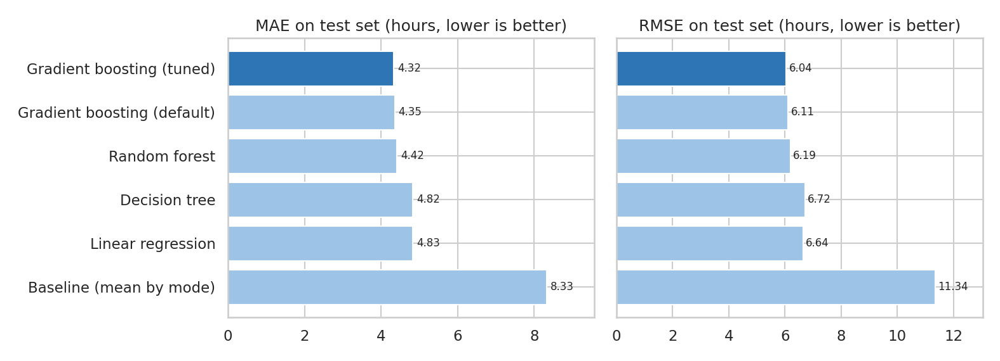 MAE on test set (hours, lower is better)
RMSE on test set (hours, lower is better)
Gradient boosting (tuned)
4.32
6.04
Gradient boosting (default)
4.35
6.11
Random forest
4.42
6.19
Decision tree
4.82
6.72
Linear regression
4.83
6.64
Baseline (mean by mode)
8.33
11.34
0 2 4 6 8
0 2 4 6 8 10 12